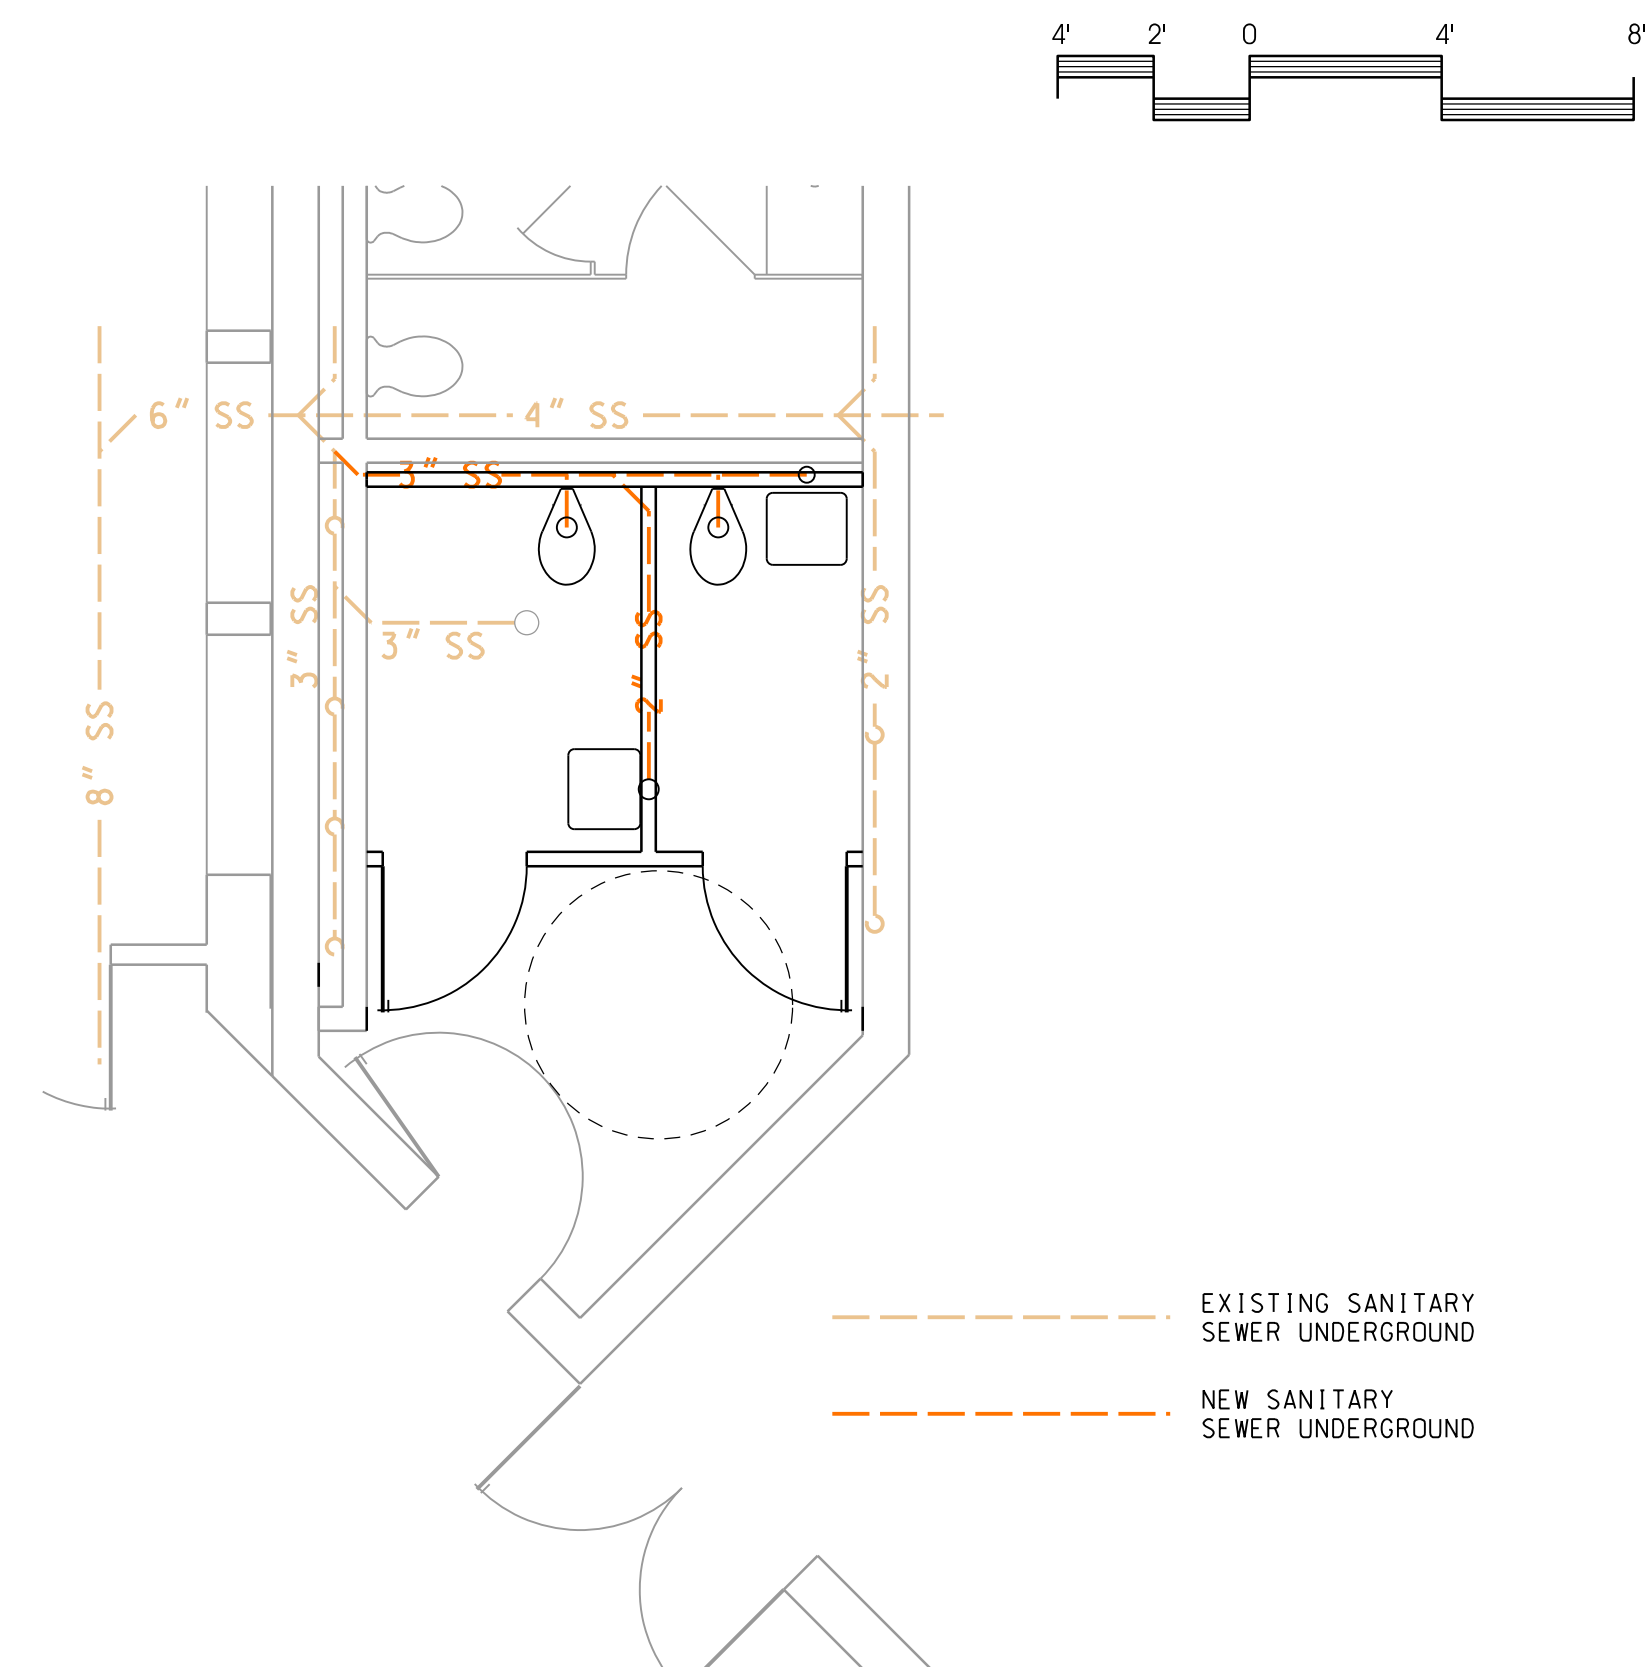 4' 2' 0 4' 8'
6" SS
4" SS
3" SS
3" SS
3" SS
2" SS
2" SS
8" SS
EXISTING SANITARY
SEWER UNDERGROUND
NEW SANITARY
SEWER UNDERGROUND